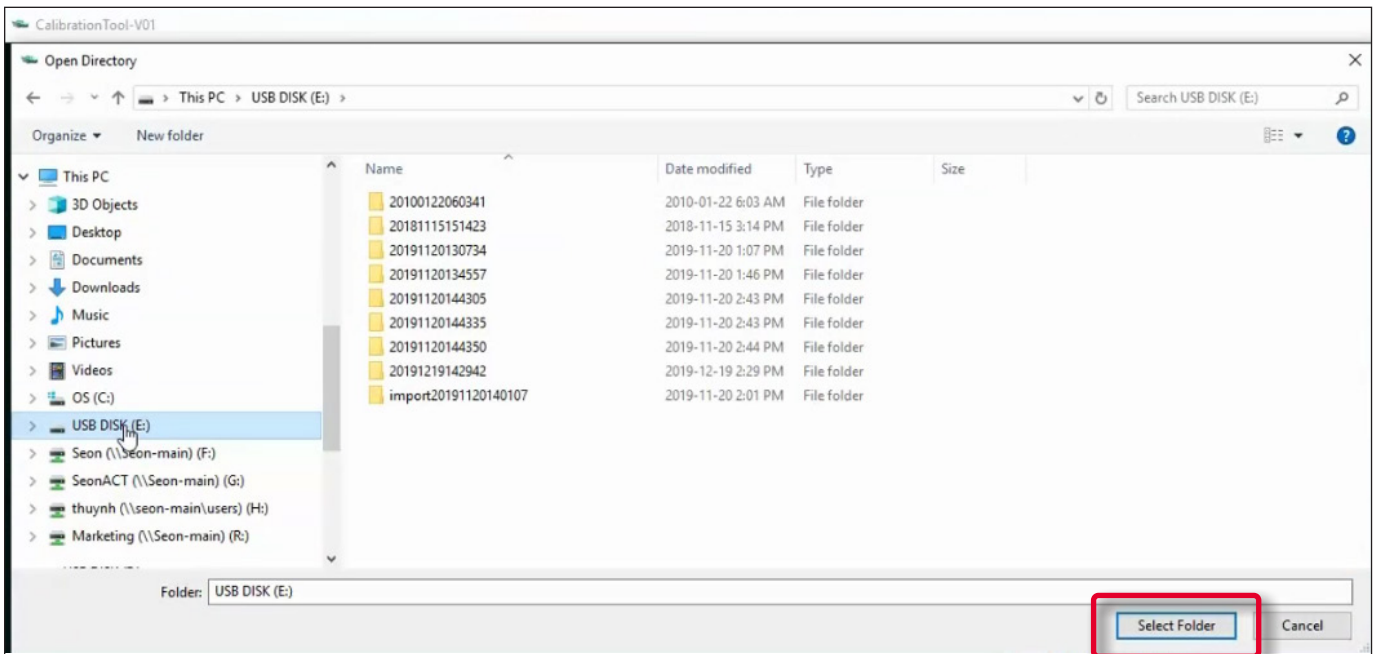 CalibrationTool-V01
Open Directory
This PC > USB DISK (E:) >
Search USB DISK (E:)
Organize
New folder
?
Name Date modified Type Size
20100122060341 2010-01-22 6:03 AM File folder
20181115151423 2018-11-15 3:14 PM File folder
20191120130734 2019-11-20 1:07 PM File folder
20191120134557 2019-11-20 1:46 PM File folder
20191120144305 2019-11-20 2:43 PM File folder
20191120144335 2019-11-20 2:43 PM File folder
20191120144350 2019-11-20 2:44 PM File folder
20191219142942 2019-12-19 2:29 PM File folder
import20191120140107 2019-11-20 2:01 PM File folder
This PC
3D Objects
Desktop
Documents
Downloads
Music
Pictures
Videos
OS (C:)
USB DISK (E:)
Seon (\\Seon-main) (F:)
SeonACT (\\Seon-main) (G:)
thuynh (\\seon-main\users) (H:)
Marketing (\\Seon-main) (R:)
Folder: USB DISK (E:)
Select Folder
Cancel